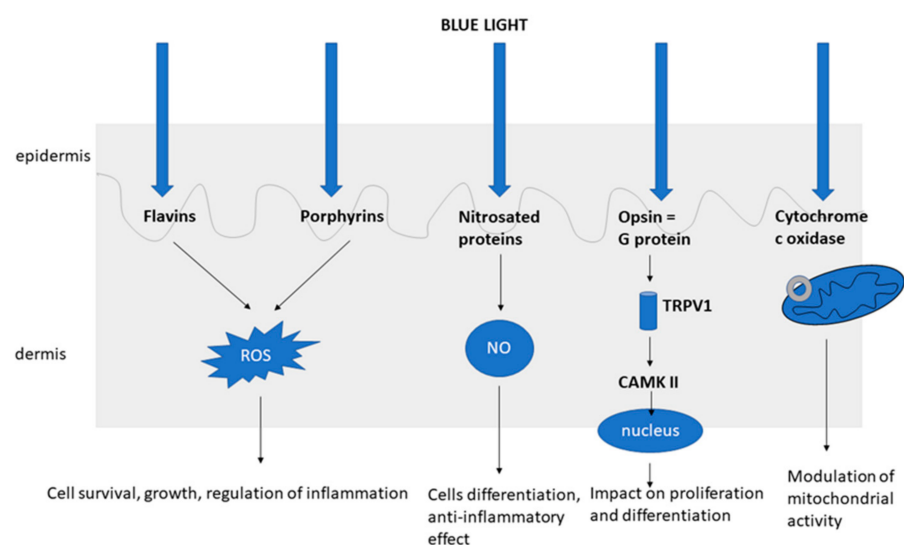 BLUE LIGHT
epidermis
Flavins
Porphyrins
Nitrosated
proteins
Opsin =
G protein
Cytochrome
c oxidase
TRPV1
dermis
ROS
NO
CAMK II
nucleus
Cell survival, growth, regulation of inflammation
Cells differentiation,
anti-inflammatory
effect
Impact on proliferation
and differentiation
Modulation of
mitochondrial
activity